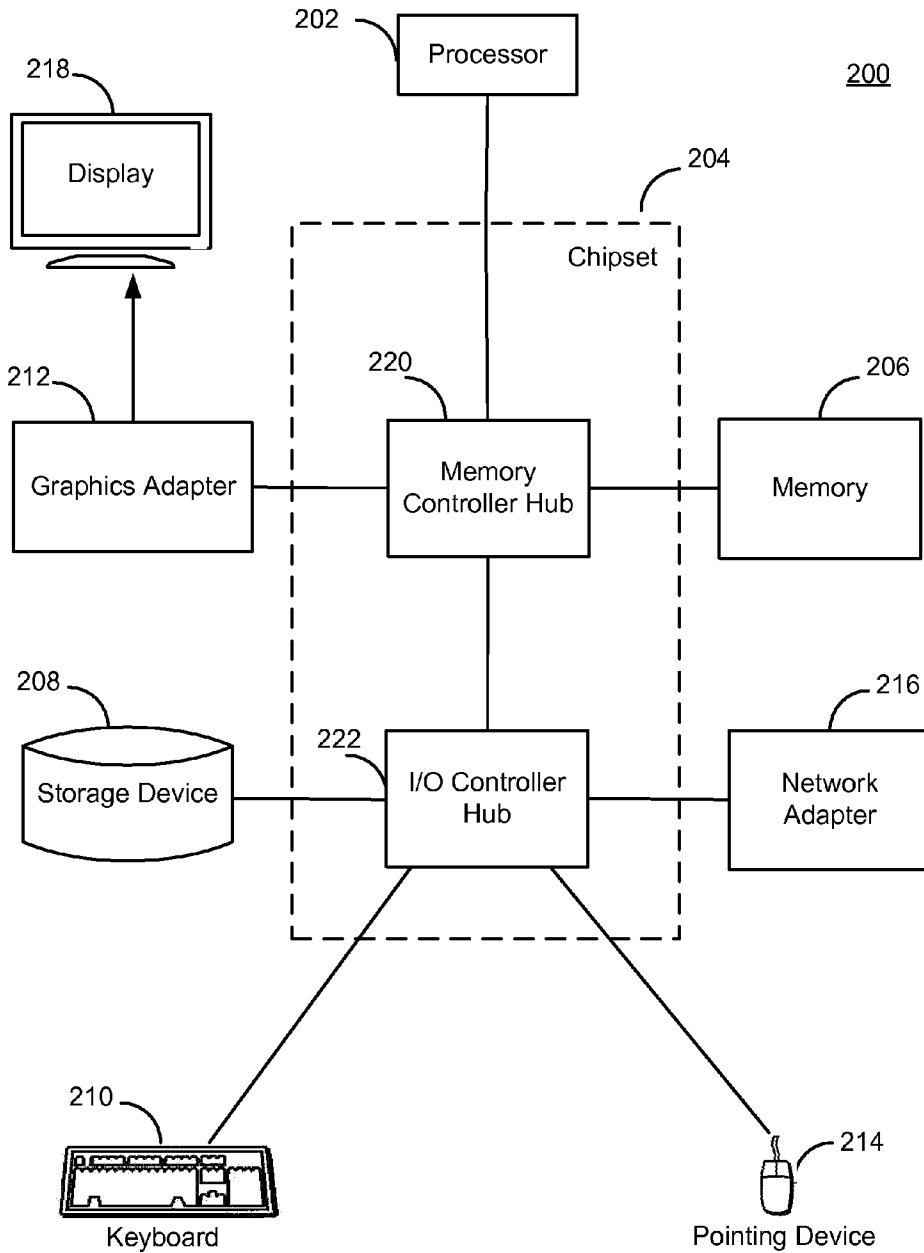 202
Processor
200
218
Display
204
Chipset
212
Graphics Adapter
220
Memory
Controller Hub
206
Memory
208
Storage Device
222
I/O Controller
Hub
216
Network
Adapter
210
Keyboard
214
Pointing Device